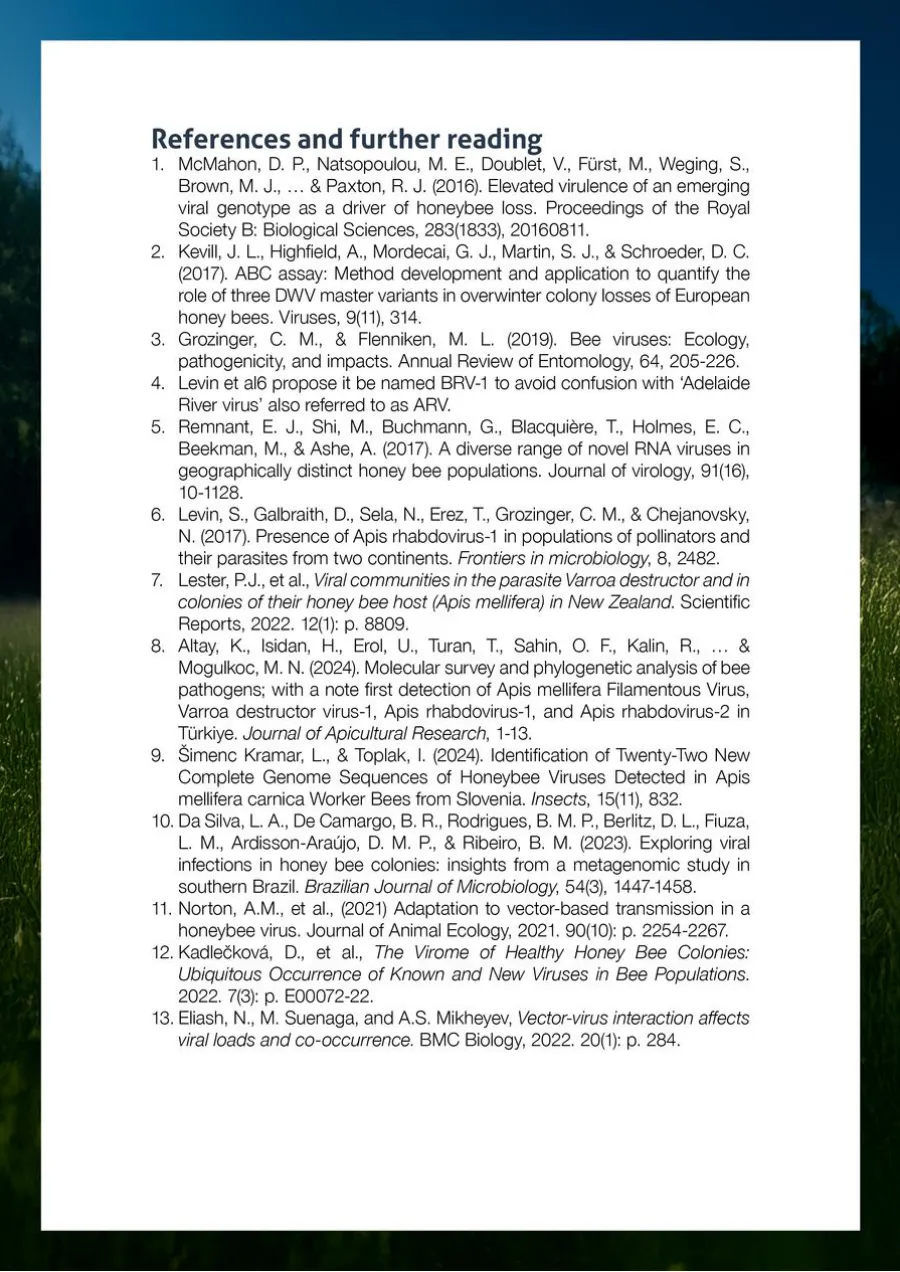 References and further reading
1. McMahon, D. P., Natsopoulou, M. E., Doublet, V., Fürst, M., Weging, S.,
Brown, M. J., … & Paxton, R. J. (2016). Elevated virulence of an emerging
viral genotype as a driver of honeybee loss. Proceedings of the Royal
Society B: Biological Sciences, 283(1833), 20160811.
2. Kevill, J. L., Highfield, A., Mordecai, G. J., Martin, S. J., & Schroeder, D. C.
(2017). ABC assay: Method development and application to quantify the
role of three DWV master variants in overwinter colony losses of European
honey bees. Viruses, 9(11), 314.
3. Grozinger, C. M., & Flenniken, M. L. (2019). Bee viruses: Ecology,
pathogenicity, and impacts. Annual Review of Entomology, 64, 205-226.
4. Levin et al6 propose it be named BRV-1 to avoid confusion with ‘Adelaide
River virus’ also referred to as ARV.
5. Remnant, E. J., Shi, M., Buchmann, G., Blacquière, T., Holmes, E. C.,
Beekman, M., & Ashe, A. (2017). A diverse range of novel RNA viruses in
geographically distinct honey bee populations. Journal of virology, 91(16),
10-1128.
6. Levin, S., Galbraith, D., Sela, N., Erez, T., Grozinger, C. M., & Chejanovsky,
N. (2017). Presence of Apis rhabdovirus-1 in populations of pollinators and
their parasites from two continents. Frontiers in microbiology, 8, 2482.
7. Lester, P.J., et al., Viral communities in the parasite Varroa destructor and in
colonies of their honey bee host (Apis mellifera) in New Zealand. Scientific
Reports, 2022. 12(1): p. 8809.
8. Altay, K., Isidan, H., Erol, U., Turan, T., Sahin, O. F., Kalin, R., … &
Mogulkoc, M. N. (2024). Molecular survey and phylogenetic analysis of bee
pathogens; with a note first detection of Apis mellifera Filamentous Virus,
Varroa destructor virus-1, Apis rhabdovirus-1, and Apis rhabdovirus-2 in
Türkiye. Journal of Apicultural Research, 1-13.
9. Šimenc Kramar, L., & Toplak, I. (2024). Identification of Twenty-Two New
Complete Genome Sequences of Honeybee Viruses Detected in Apis
mellifera carnica Worker Bees from Slovenia. Insects, 15(11), 832.
10. Da Silva, L. A., De Camargo, B. R., Rodrigues, B. M. P., Berlitz, D. L., Fiuza,
L. M., Ardisson-Araújo, D. M. P., & Ribeiro, B. M. (2023). Exploring viral
infections in honey bee colonies: insights from a metagenomic study in
southern Brazil. Brazilian Journal of Microbiology, 54(3), 1447-1458.
11. Norton, A.M., et al., (2021) Adaptation to vector-based transmission in a
honeybee virus. Journal of Animal Ecology, 2021. 90(10): p. 2254-2267.
12. Kadlečková, D., et al., The Virome of Healthy Honey Bee Colonies:
Ubiquitous Occurrence of Known and New Viruses in Bee Populations.
2022. 7(3): p. E00072-22.
13. Eliash, N., M. Suenaga, and A.S. Mikheyev, Vector-virus interaction affects
viral loads and co-occurrence. BMC Biology, 2022. 20(1): p. 284.